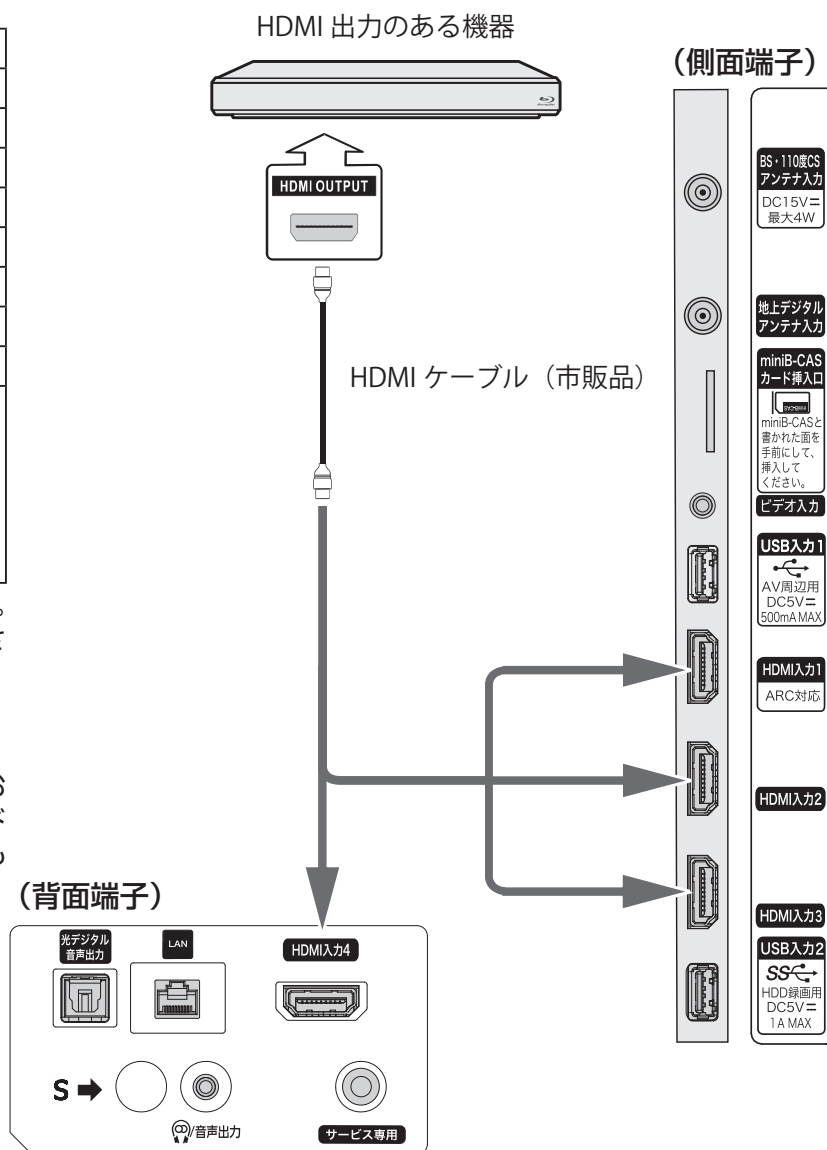 HDMI 出力のある機器
HDMI OUTPUT
HDMI ケーブル（市販品）
（側面端子）
BS・110度CS
アンテナ入力
DC15V⎓
最大4W
地上デジタル
アンテナ入力
miniB-CAS
カード挿入口
miniB-CAS
miniB-CASと
書かれた面を
手前にして、
挿入して
ください。
ビデオ入力
USB入力1
AV周辺用
DC5V⎓
500mA MAX
HDMI入力1
ARC対応
HDMI入力2
HDMI入力3
USB入力2
SS
HDD録画用
DC5V⎓
1A MAX
。
（背面端子）
光デジタル
音声出力
LAN
HDMI入力4
S
/音声出力
サービス専用